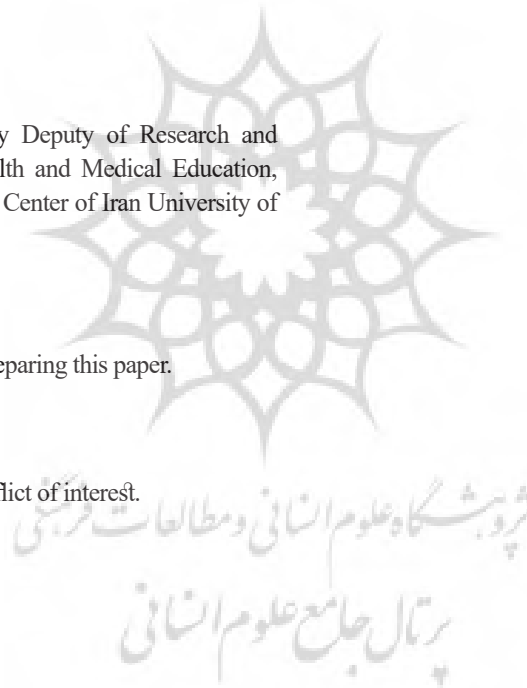 y Deputy of Research and
lth and Medical Education,
Center of Iran University of
eparing this paper.
flict of interest.
پژوهشگاه علوم انسانی و مطالعات فرهنگی
پرتال جامع علوم انسانی